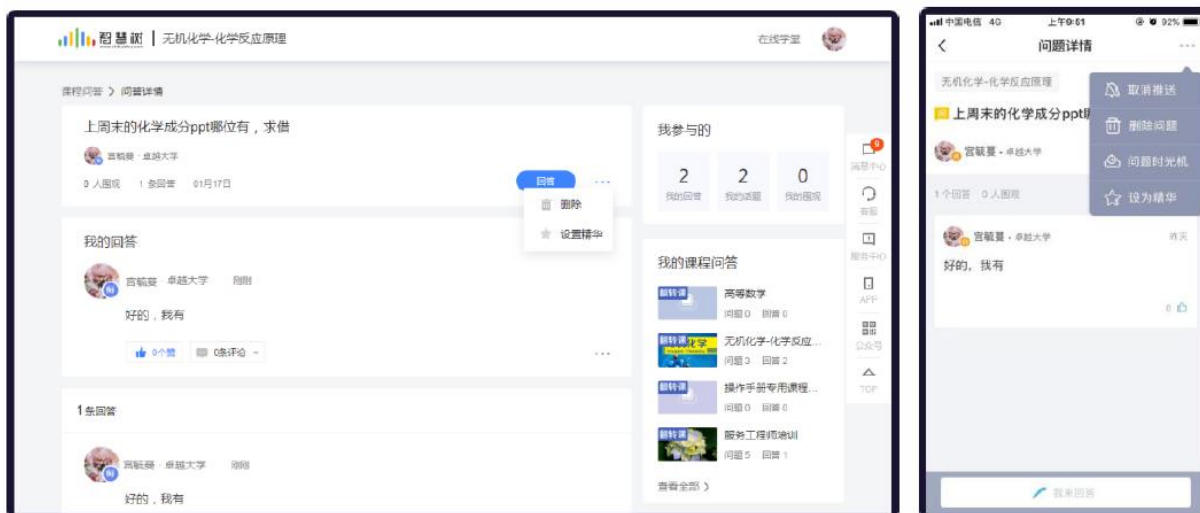 智慧树 | 无机化学-化学反应原理
在线学堂
课程问答 > 问答详情
上周末的化学成分ppt哪位有，求借
宫毓蔓·卓越大学
0 人围观 1 条回答 01月17日
回答
删除
设置精华
我的回答
宫毓蔓·卓越大学 刚刚
好的，我有
0个赞
0条评论
1 条回答
宫毓蔓·卓越大学 刚刚
好的，我有
我参与的
2 2 0
我的回答 我的话题 我的围观
我的课程问答
翻转课
高等数学
问题 0 回答 0
翻转课
无机化学-化学反应...
问题 3 回答 2
翻转课
操作手册专用课程...
问题 0 回答 0
翻转课
服务工程师培训
问题 5 回答 1
查看全部 >
9
消息中心
客服
服务中心
APP
公众号
TOP
中国电信 4G 上午9:51 92%
问题详情
无机化学-化学反应原理
上周末的化学成分ppt
宫毓蔓·卓越大学
取消推送
删除问题
问题时光机
设为精华
1 个回答 0 人围观
宫毓蔓·卓越大学 昨天
好的，我有
0
我来回答